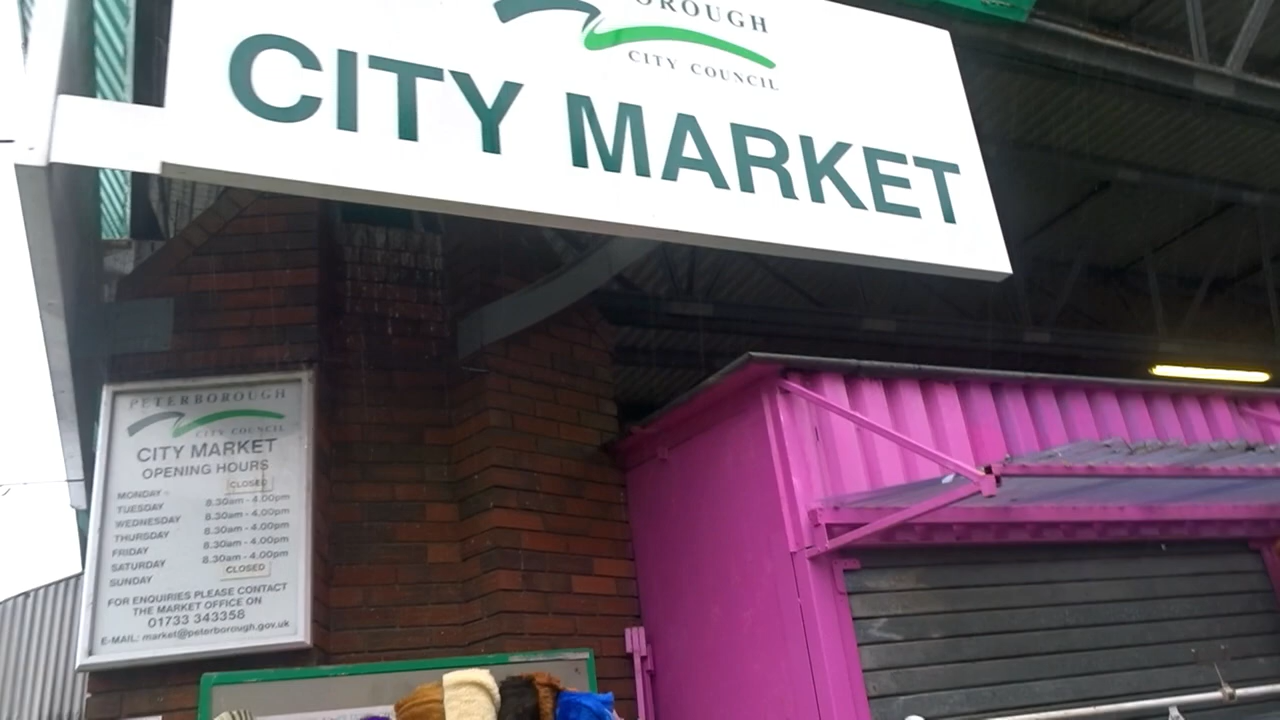 OROUGH
CITY COUNCIL
CITY MARKET
PETERBOROUGH
CITY COUNCIL
CITY MARKET
OPENING HOURS
MONDAY - CLOSED
TUESDAY 8.30am - 4.00pm
WEDNESDAY 8.30am - 4.00pm
THURSDAY 8.30am - 4.00pm
FRIDAY 8.30am - 4.00pm
SATURDAY 8.30am - 4.00pm
SUNDAY CLOSED
FOR ENQUIRIES PLEASE CONTACT
THE MARKET OFFICE ON
01733 343358
E-MAIL: market@peterborough.gov.uk